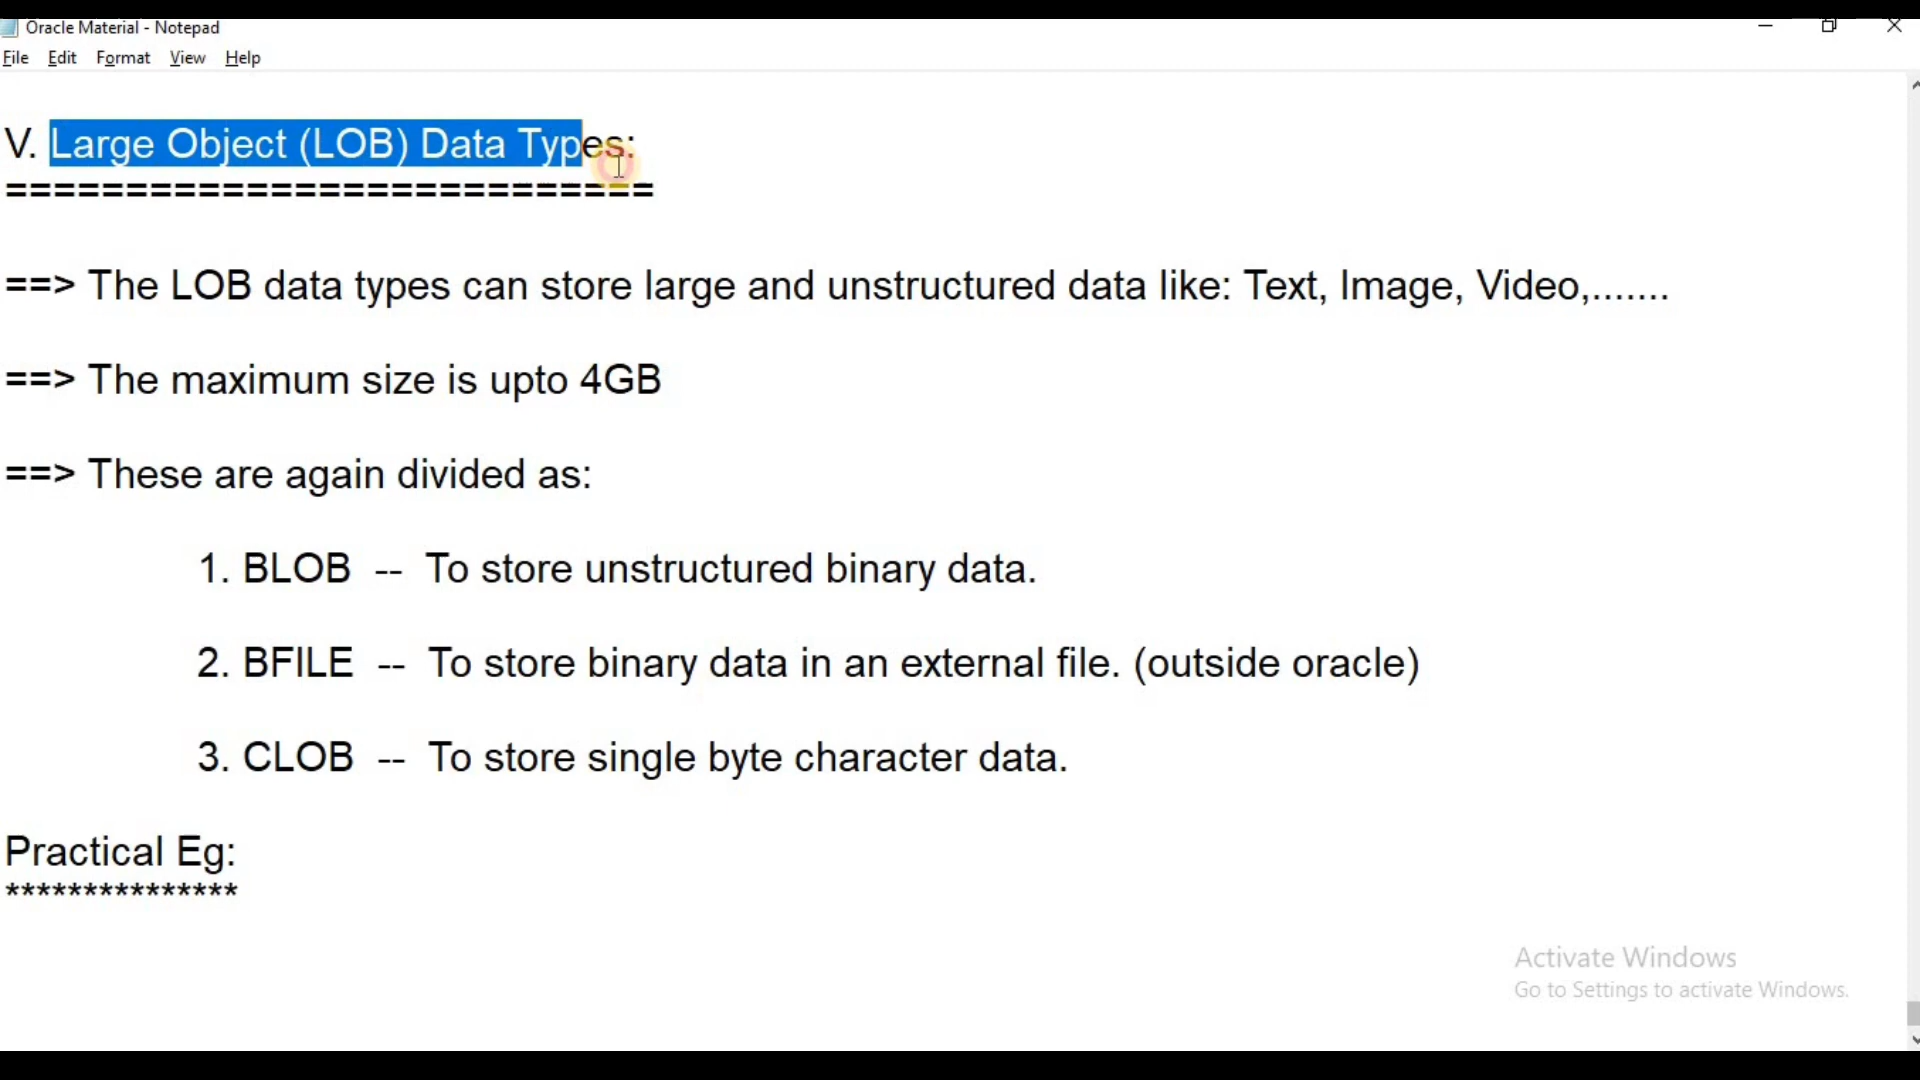 Oracle Material - Notepad
File Edit Format View Help
V. Large Object (LOB) Data Types:
===========================
==> The LOB data types can store large and unstructured data like: Text, Image, Video,.......
==> The maximum size is upto 4GB
==> These are again divided as:
1. BLOB -- To store unstructured binary data.
2. BFILE -- To store binary data in an external file. (outside oracle)
3. CLOB -- To store single byte character data.
Practical Eg:
***************
Activate Windows
Go to Settings to activate Windows.